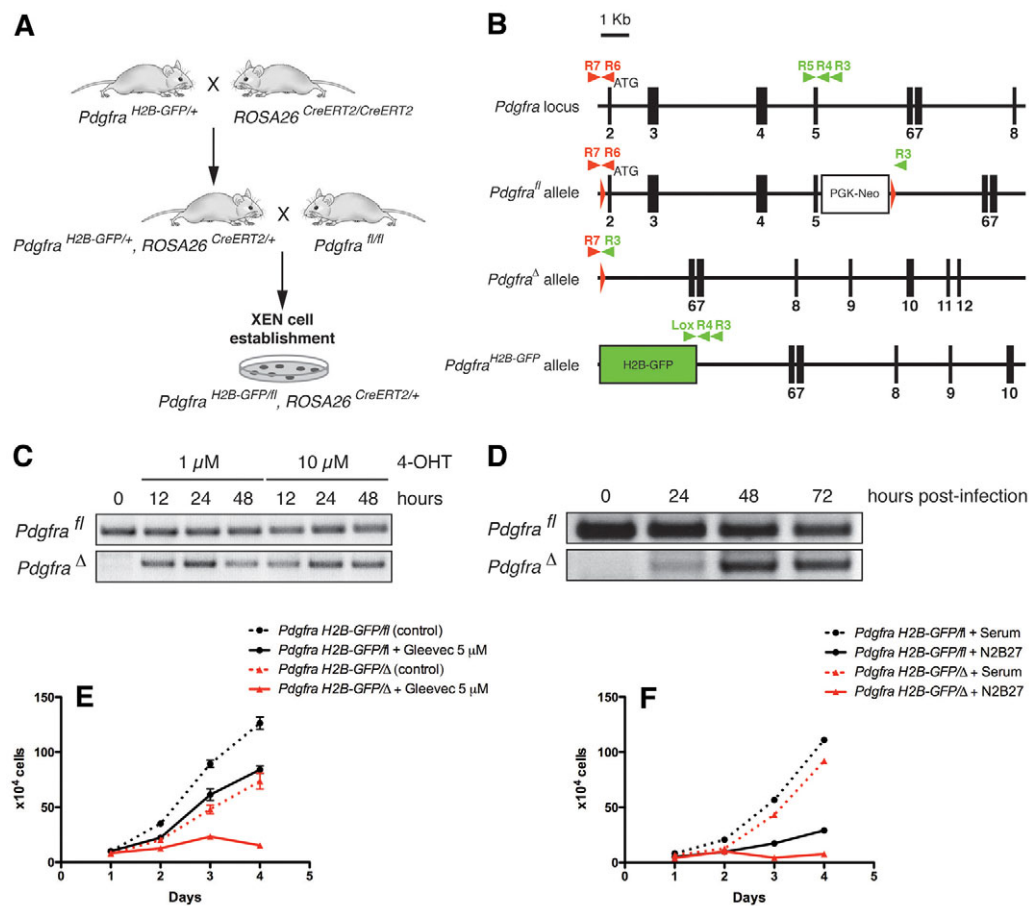 A
Pdgfra H2B-GFP/+
X
ROSA26 CreERT2/CreERT2
Pdgfra H2B-GFP/+, ROSA26 CreERT2/+
X
Pdgfra fl/fl
XEN cell
establishment
Pdgfra H2B-GFP/fl, ROSA26 CreERT2/+
B
1 Kb
R7 R6
ATG
R5 R4 R3
Pdgfra locus
2 3 4 5 67 8
R7 R6
ATG
R3
Pdgfra fl allele
PGK-Neo
2 3 4 5 67
R7 R3
Pdgfra Δ allele
67 8 9 10 11 12
Lox R4 R3
Pdgfra H2B-GFP allele
H2B-GFP
67 8 9 10
C
1 µM 10 µM 4-OHT
0 12 24 48 12 24 48 hours
Pdgfra fl
Pdgfra Δ
D
0 24 48 72 hours post-infection
Pdgfra fl
Pdgfra Δ
E
Pdgfra H2B-GFP/fl (control)
Pdgfra H2B-GFP/fl + Gleevec 5 µM
Pdgfra H2B-GFP/Δ (control)
Pdgfra H2B-GFP/Δ + Gleevec 5 µM
x10⁴ cells
150
100
50
0
0 1 2 3 4 5
Days
F
Pdgfra H2B-GFP/fl + Serum
Pdgfra H2B-GFP/fl + N2B27
Pdgfra H2B-GFP/Δ + Serum
Pdgfra H2B-GFP/Δ + N2B27
x10⁴ cells
150
100
50
0
0 1 2 3 4 5
Days